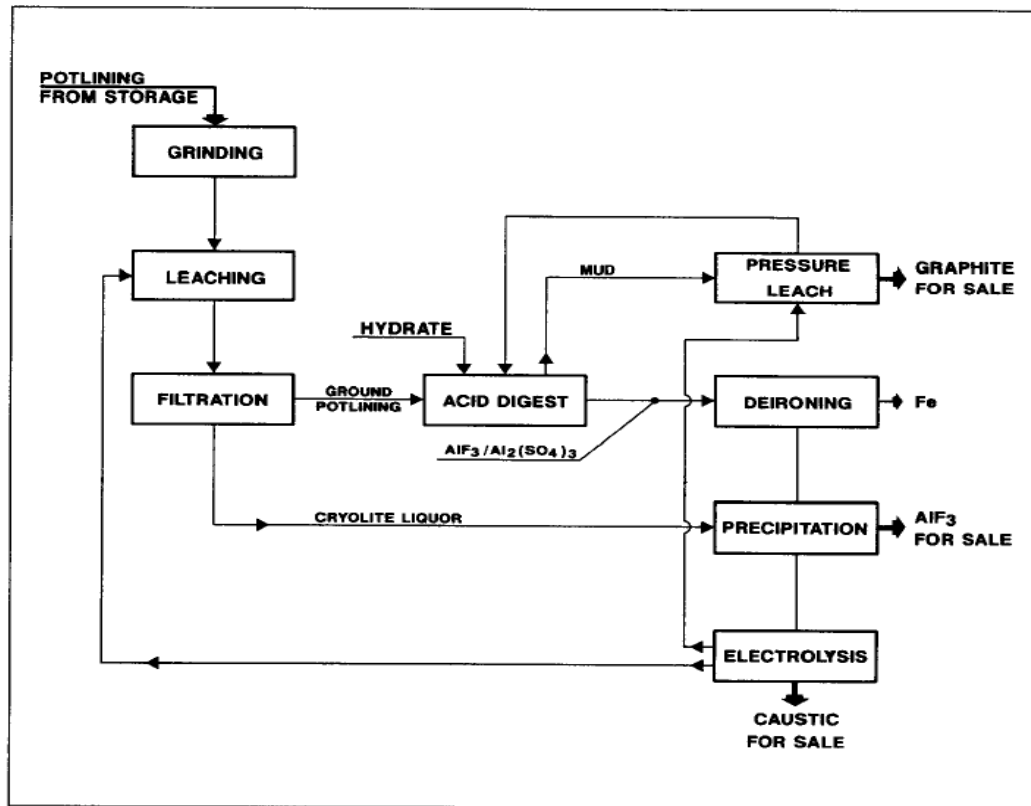 POTLINING
FROM STORAGE
GRINDING
LEACHING
MUD
PRESSURE
LEACH
GRAPHITE
FOR SALE
HYDRATE
FILTRATION
GROUND
POTLINING
ACID DIGEST
DEIRONING
Fe
AlF₃/Al₂(SO₄)₃
CRYOLITE LIQUOR
PRECIPITATION
AlF₃
FOR SALE
ELECTROLYSIS
CAUSTIC
FOR SALE